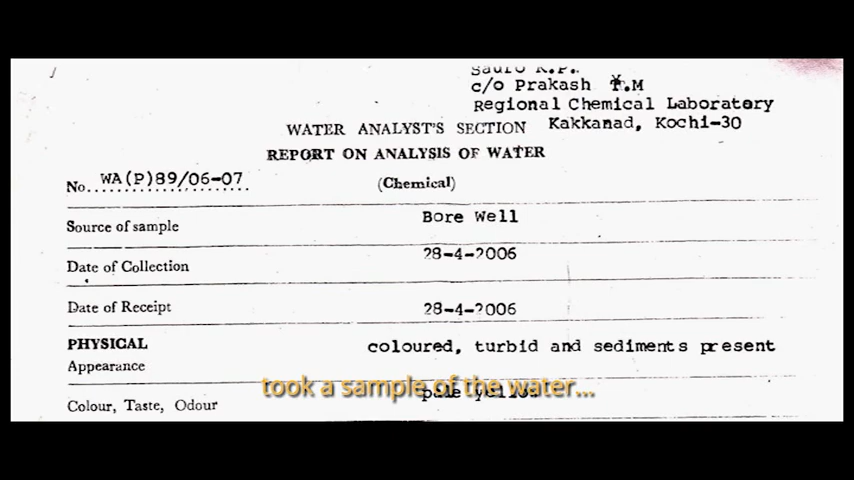 c/o Prakash T.M
Regional Chemical Laboratory
WATER ANALYST'S SECTION Kakkanad, Kochi-30
REPORT ON ANALYSIS OF WATER
No. WA(P)89/06-07 (Chemical)
Source of sample Bore Well
Date of Collection 28-4-2006
Date of Receipt 28-4-2006
PHYSICAL
Appearance coloured, turbid and sediments present
took a sample of the water...
Colour, Taste, Odour pale yellow